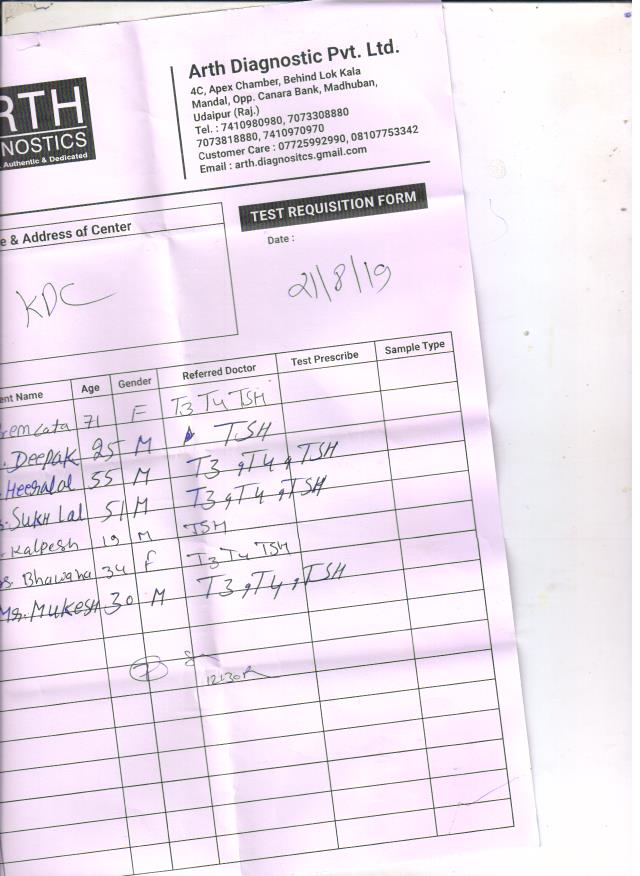 Arth Diagnostic Pvt. Ltd.
4C, Apex Chamber, Behind Lok Kala
Mandal, Opp. Canara Bank, Madhuban,
Udaipur (Raj.)
Tel. : 7410980980, 7073308880
7073818880, 7410970970
Customer Care : 07725992990, 08107753342
Email : arth.diagnositcs.gmail.com
RTH
NOSTICS
Authentic & Dedicated
TEST REQUISITION FORM
e & Address of Center
Date :
KDC
21/8/19
ent Name Age Gender Referred Doctor Test Prescribe Sample Type
remlata 71 F T3 T4 TSH
Deepak 25 M TSH
Heeralal 55 M T3, T4, TSH
Sukh Lal 51 M T3, T4, TSH
Kalpesh 19 M TSH
s. Bhawana 34 F T3 T4 TSH
Mr. Mukesh 30 M T3, T4, TSH